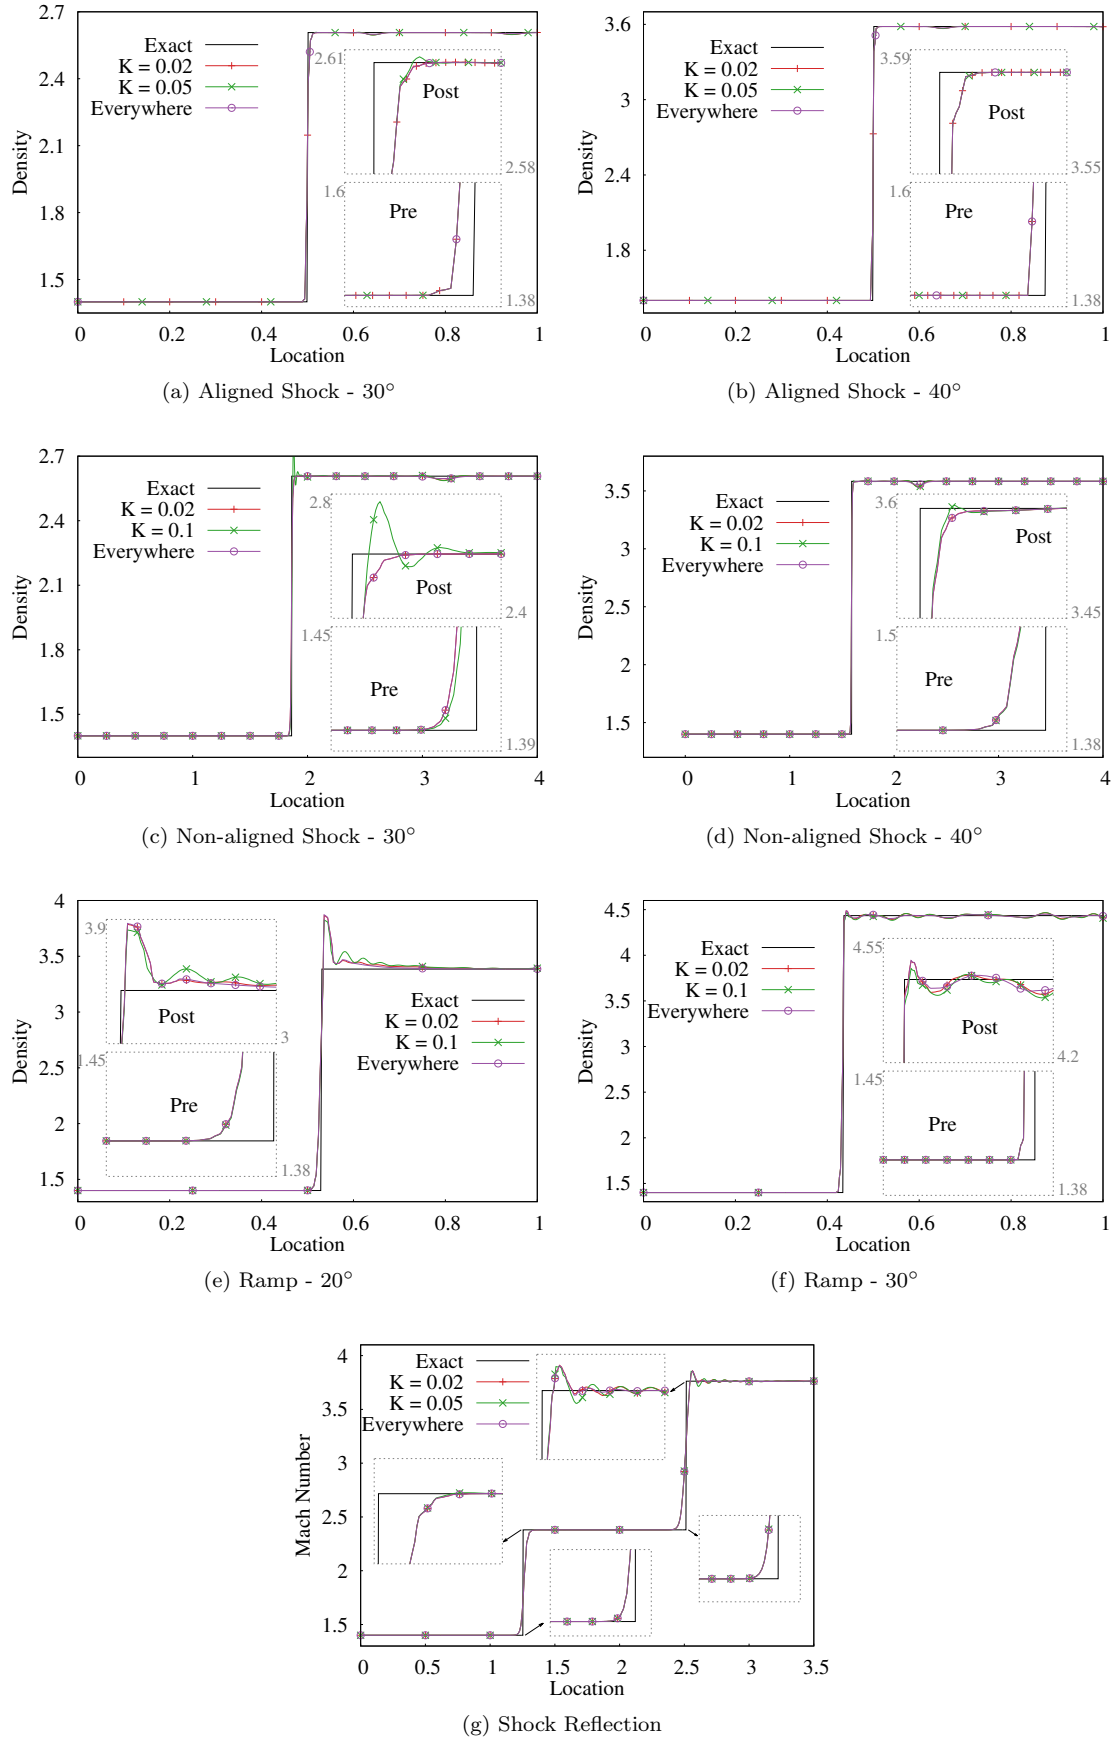 2.7
2.4
2.1
1.7
1.4
Density
Exact
K = 0.02
K = 0.05
Everywhere
2.61
Post
2.58
1.6
Pre
1.38
0 0.2 0.4 0.6 0.8 1
Location
(a) Aligned Shock - 30°
3.6
3
2.4
1.8
Density
Exact
K = 0.02
K = 0.05
Everywhere
3.59
Post
3.55
1.6
Pre
1.38
0 0.2 0.4 0.6 0.8 1
Location
(b) Aligned Shock - 40°
2.7
2.4
2.1
1.7
1.4
Density
Exact
K = 0.02
K = 0.1
Everywhere
2.8
Post
2.4
1.45
Pre
1.39
0 1 2 3 4
Location
(c) Non-aligned Shock - 30°
3.5
3
2.5
2
1.5
Density
Exact
K = 0.02
K = 0.1
Everywhere
3.6
Post
3.45
1.5
Pre
1.38
0 1 2 3 4
Location
(d) Non-aligned Shock - 40°
4
3.5
3
2.5
2
1.5
Density
3.9
Post
3
1.45
Pre
1.38
Exact
K = 0.02
K = 0.1
Everywhere
0 0.2 0.4 0.6 0.8 1
Location
(e) Ramp - 20°
4.5
4
3.5
3
2.5
2
1.5
Density
Exact
K = 0.02
K = 0.1
Everywhere
4.55
Post
4.2
1.45
Pre
1.38
0 0.2 0.4 0.6 0.8 1
Location
(f) Ramp - 30°
4
3.5
3
2.5
2
1.5
Mach Number
Exact
K = 0.02
K = 0.05
Everywhere
0 0.5 1 1.5 2 2.5 3 3.5
Location
(g) Shock Reflection